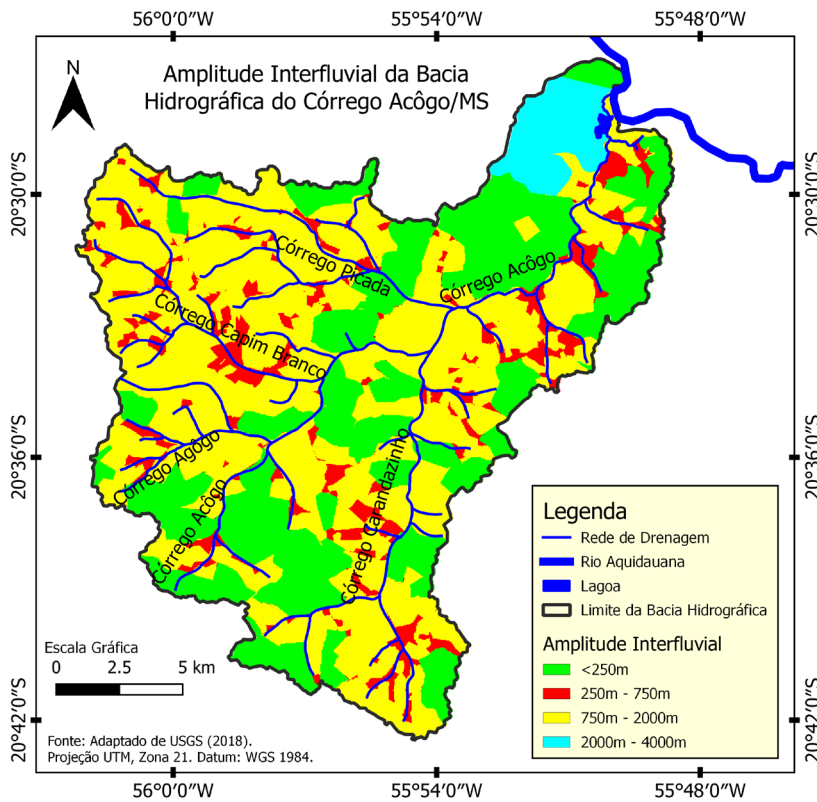 56°0'0"W 55°54'0"W 55°48'0"W
N
Amplitude Interfluvial da Bacia
Hidrográfica do Córrego Acôgo/MS
20°30'0"S 20°30'0"S
Córrego Picada
Córrego Acôgo
Córrego Capim Branco
20°36'0"S 20°36'0"S
Córrego Agôgo
Córrego Acôgo
Córrego Carandazinho
Legenda
Rede de Drenagem
Rio Aquidauana
Lagoa
Limite da Bacia Hidrográfica
Amplitude Interfluvial
<250m
250m - 750m
750m - 2000m
2000m - 4000m
Escala Gráfica
0 2.5 5 km
20°42'0"S 20°42'0"S
Fonte: Adaptado de USGS (2018).
Projeção UTM, Zona 21. Datum: WGS 1984.
56°0'0"W 55°54'0"W 55°48'0"W